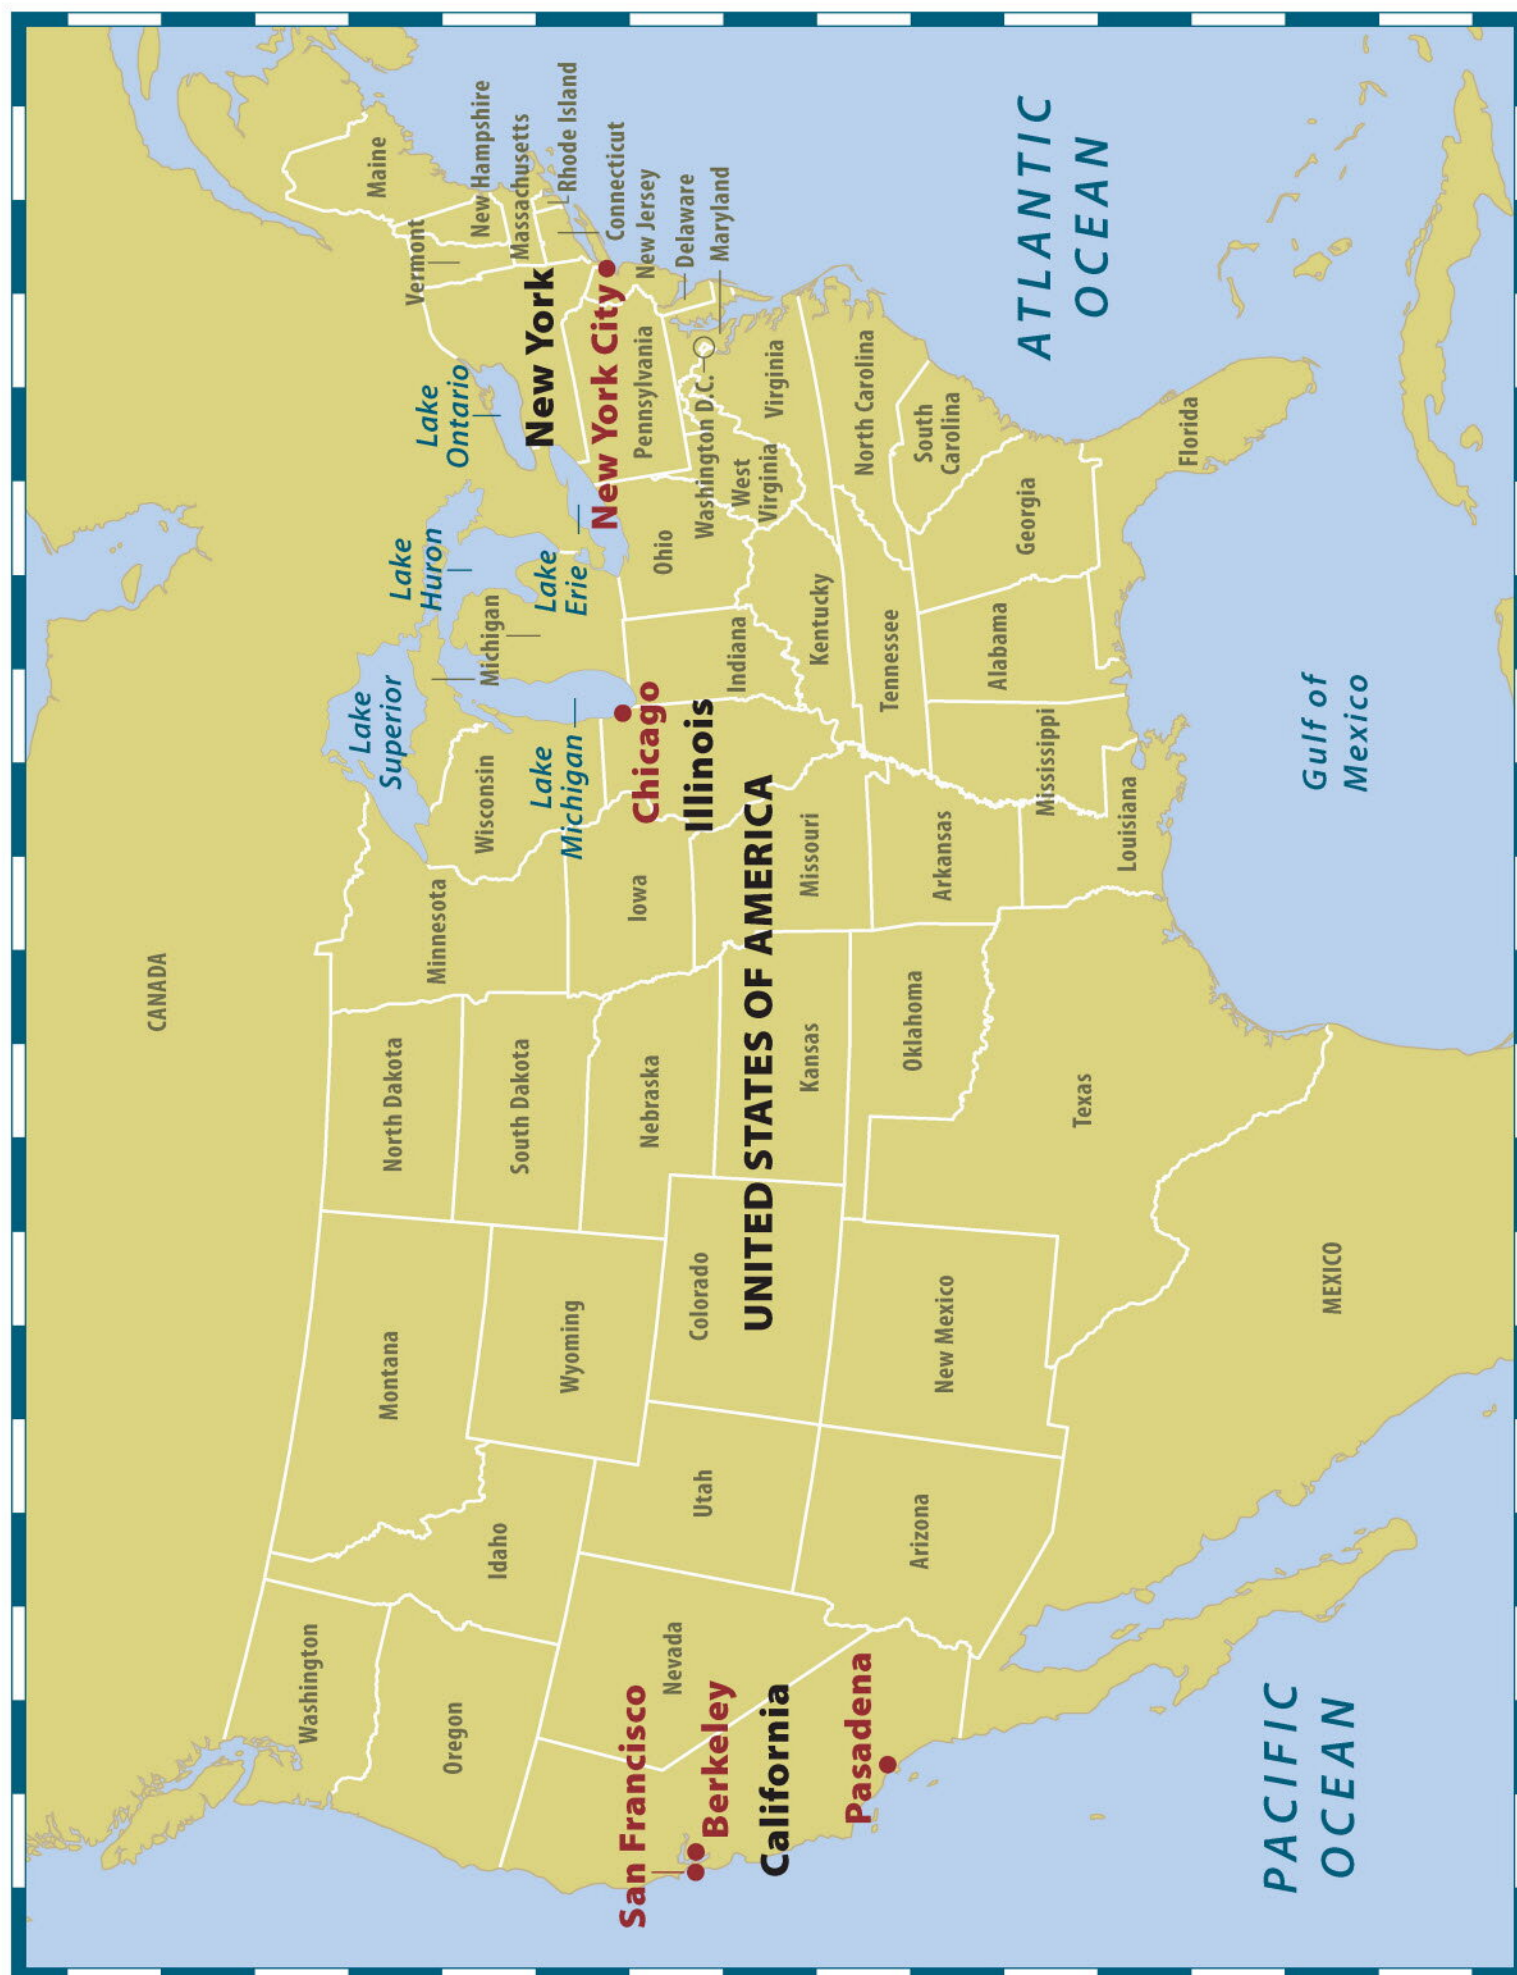 CANADA
Washington
Oregon
Idaho
Montana
Wyoming
North Dakota
South Dakota
Nebraska
Minnesota
Wisconsin
Iowa
Lake
Superior
Lake
Michigan
Michigan
Lake
Huron
Lake
Erie
Lake
Ontario
Vermont
Maine
New Hampshire
Massachusetts
Rhode Island
Connecticut
New York
New York City
New Jersey
Delaware
Maryland
Pennsylvania
Washington D.C.
Ohio
Indiana
Chicago
Illinois
UNITED STATES OF AMERICA
San Francisco
Berkeley
California
Pasadena
Nevada
Utah
Colorado
Kansas
Missouri
Kentucky
West
Virginia
Virginia
North Carolina
South
Carolina
Tennessee
Arkansas
Oklahoma
New Mexico
Arizona
Texas
Louisiana
Mississippi
Alabama
Georgia
Florida
ATLANTIC
OCEAN
Gulf of
Mexico
MEXICO
PACIFIC
OCEAN